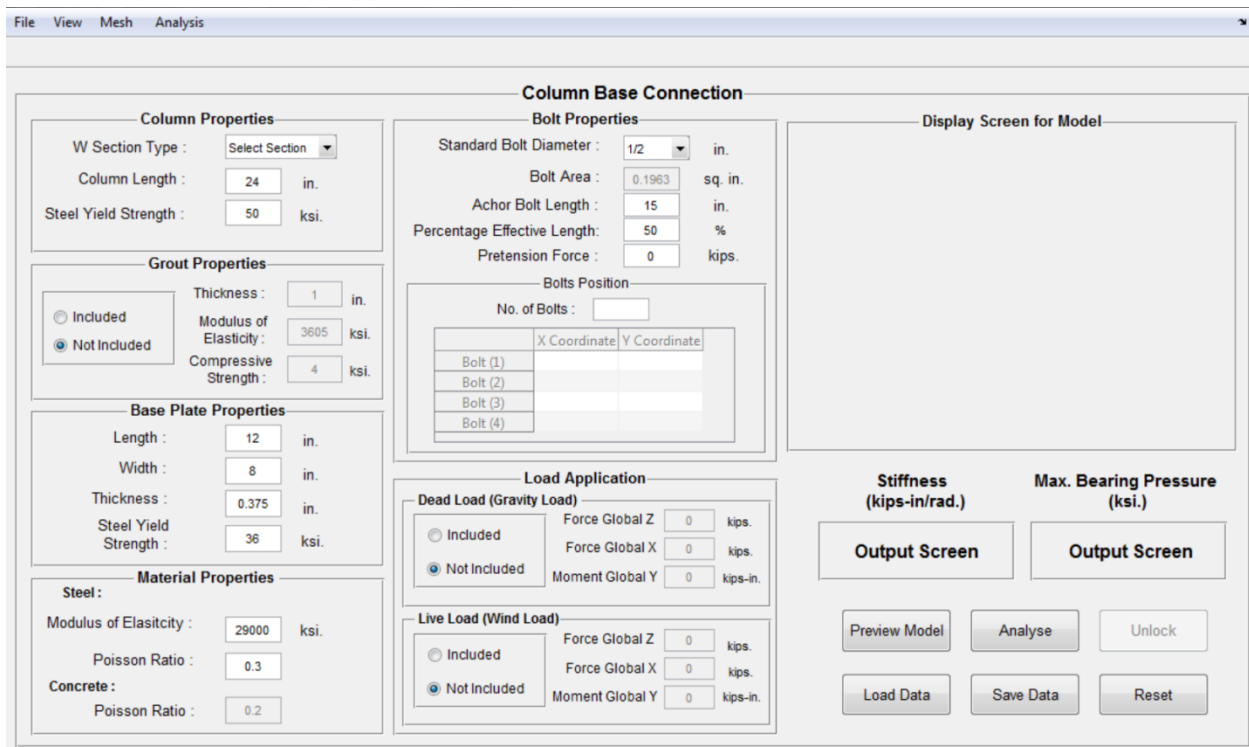 File View Mesh Analysis
Column Base Connection
Column Properties
W Section Type : Select Section
Column Length : 24 in.
Steel Yield Strength : 50 ksi.
Grout Properties
Included
Not Included
Thickness : 1 in.
Modulus of
Elasticity : 3605 ksi.
Compressive
Strength : 4 ksi.
Base Plate Properties
Length : 12 in.
Width : 8 in.
Thickness : 0.375 in.
Steel Yield
Strength : 36 ksi.
Material Properties
Steel :
Modulus of Elasitcity : 29000 ksi.
Poisson Ratio : 0.3
Concrete :
Poisson Ratio : 0.2
Bolt Properties
Standard Bolt Diameter : 1/2 in.
Bolt Area : 0.1963 sq. in.
Achor Bolt Length : 15 in.
Percentage Effective Length: 50 %
Pretension Force : 0 kips.
Bolts Position
No. of Bolts :
X Coordinate Y Coordinate
Bolt (1)
Bolt (2)
Bolt (3)
Bolt (4)
Load Application
Dead Load (Gravity Load)
Included
Not Included
Force Global Z 0 kips.
Force Global X 0 kips.
Moment Global Y 0 kips-in.
Live Load (Wind Load)
Included
Not Included
Force Global Z 0 kips.
Force Global X 0 kips.
Moment Global Y 0 kips-in.
Display Screen for Model
Stiffness
(kips-in/rad.)
Output Screen
Max. Bearing Pressure
(ksi.)
Output Screen
Preview Model Analyse Unlock
Load Data Save Data Reset